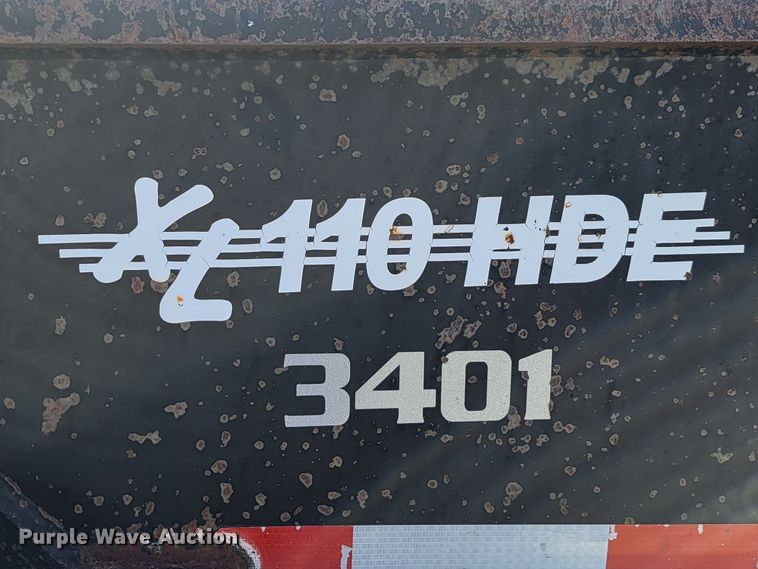 XL 110 HDE
3401
Purple Wave Auction